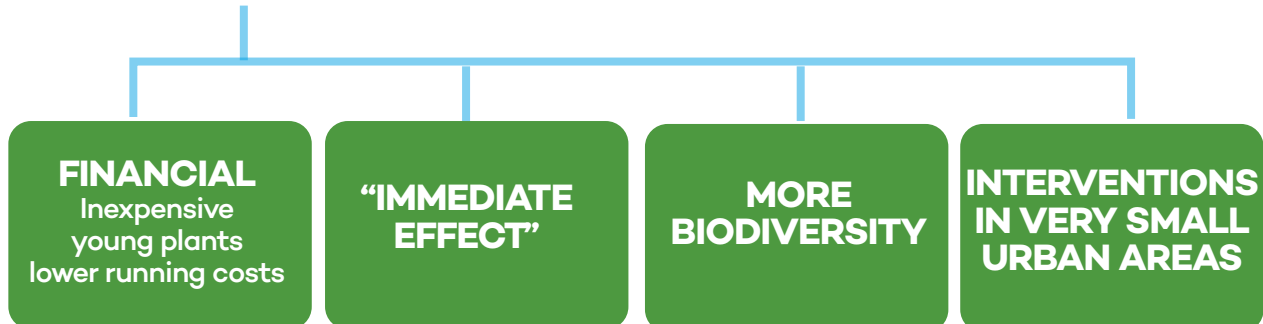 FINANCIAL
Inexpensive
young plants
lower running costs
“IMMEDIATE
EFFECT”
MORE
BIODIVERSITY
INTERVENTIONS
IN VERY SMALL
URBAN AREAS